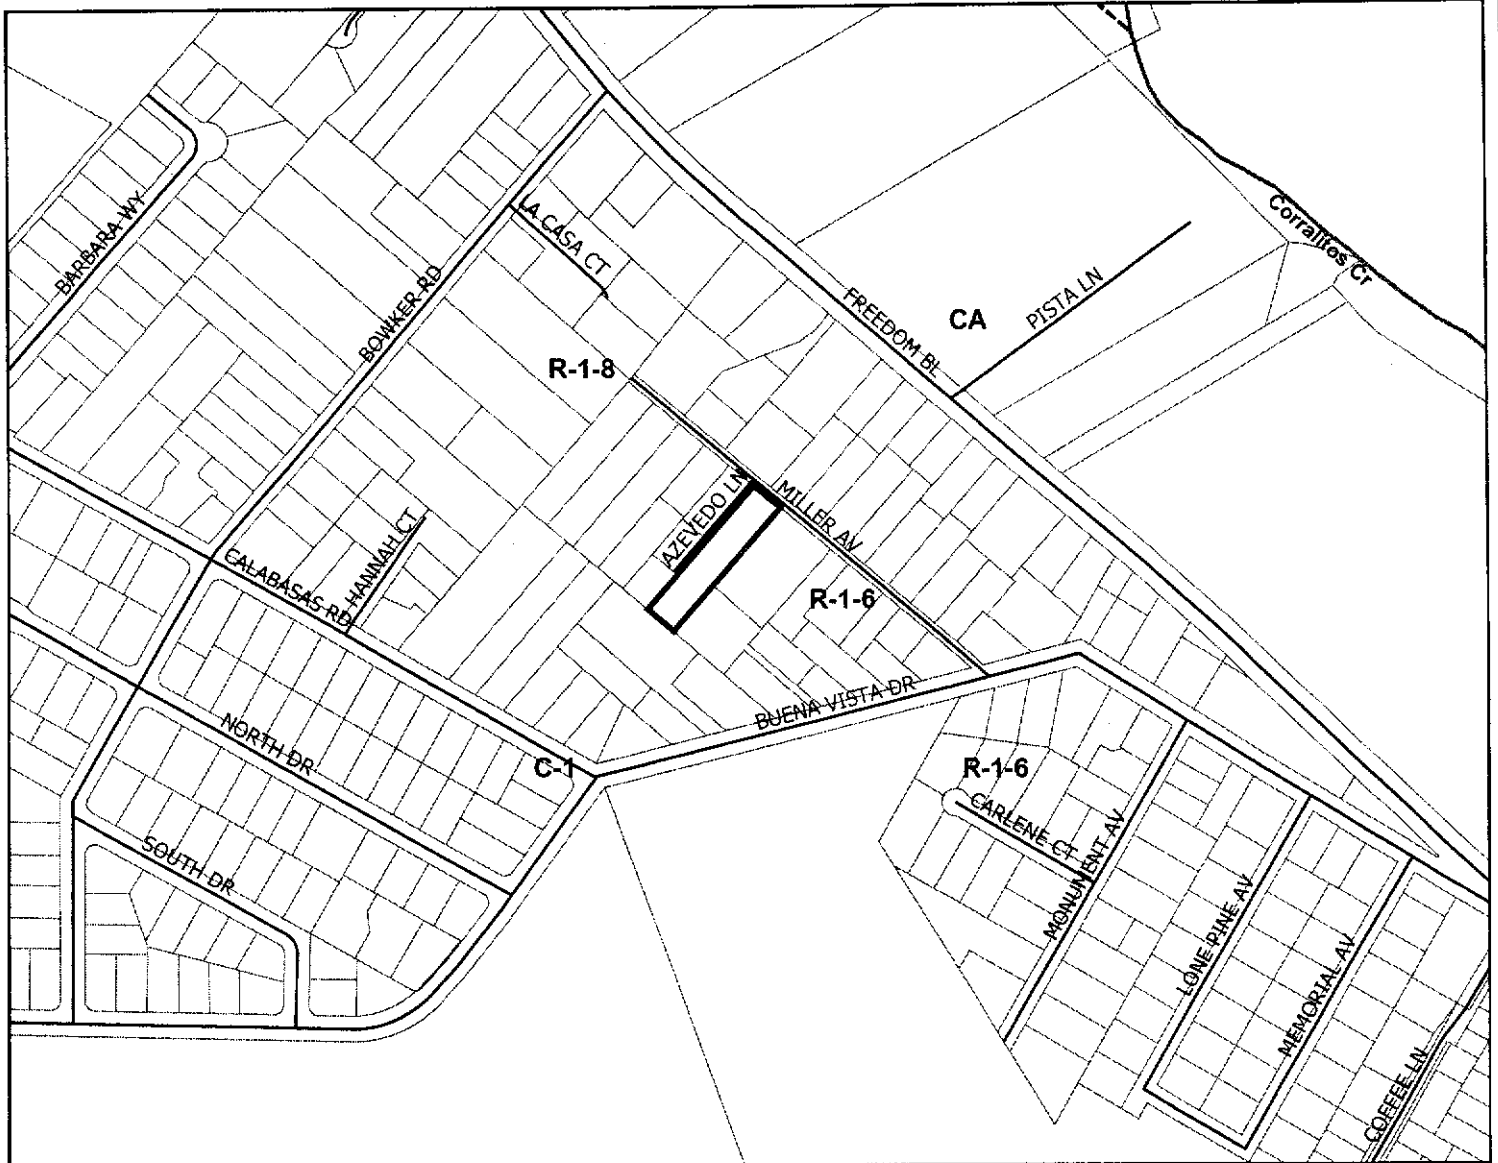 BARBARA WY
BOWKER RD
LA CASA CT
Corralitos Cr
FREEDOM BL
CA
PISTA LN
R-1-8
AZEVEDO LN
MILLER AV
HANNAH CT
CALABASAS RD
R-1-6
BUENA VISTA DR
NORTH DR
C-1
R-1-6
CARLENE CT
MONUMENT AV
SOUTH DR
LONE PINE AV
MEMORIAL AV
COFFEE LN